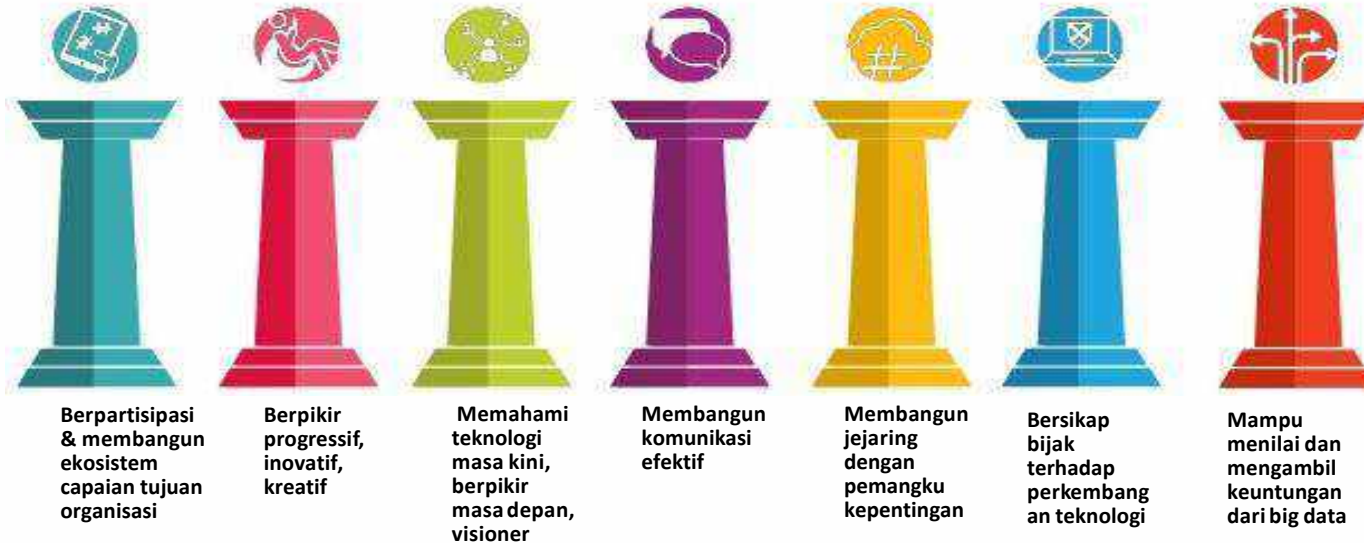 Berpartisipasi
& membangun
ekosistem
capaian tujuan
organisasi
Berpikir
progressif,
inovatif,
kreatif
Memahami
teknologi
masa kini,
berpikir
masa depan,
visioner
Membangun
komunikasi
efektif
Membangun
jejaring
dengan
pemangku
kepentingan
Bersikap
bijak
terhadap
perkembang
an teknologi
Mampu
menilai dan
mengambil
keuntungan
dari big data